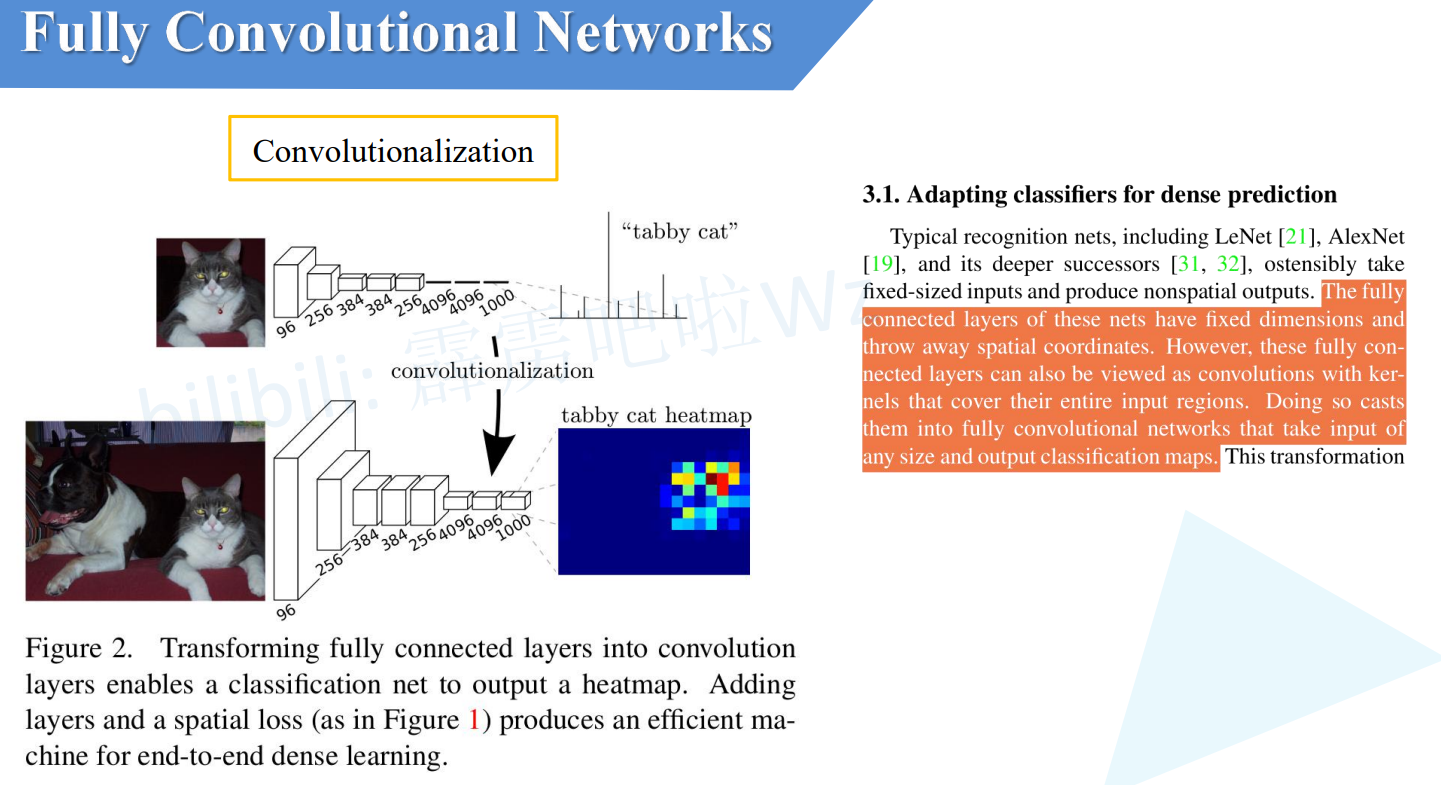 Fully Convolutional Networks
Convolutionalization
"tabby cat"
96
256
384
384
256
4096
4096
1000
convolutionalization
tabby cat heatmap
96
256
384
384
256
4096
4096
1000
Figure 2. Transforming fully connected layers into convolution
layers enables a classification net to output a heatmap. Adding
layers and a spatial loss (as in Figure 1) produces an efficient ma-
chine for end-to-end dense learning.
3.1. Adapting classifiers for dense prediction
Typical recognition nets, including LeNet [21], AlexNet
[19], and its deeper successors [31, 32], ostensibly take
fixed-sized inputs and produce nonspatial outputs. The fully
connected layers of these nets have fixed dimensions and
throw away spatial coordinates. However, these fully con-
nected layers can also be viewed as convolutions with ker-
nels that cover their entire input regions. Doing so casts
them into fully convolutional networks that take input of
any size and output classification maps. This transformation
bilibili: 霹雳吧啦Wz